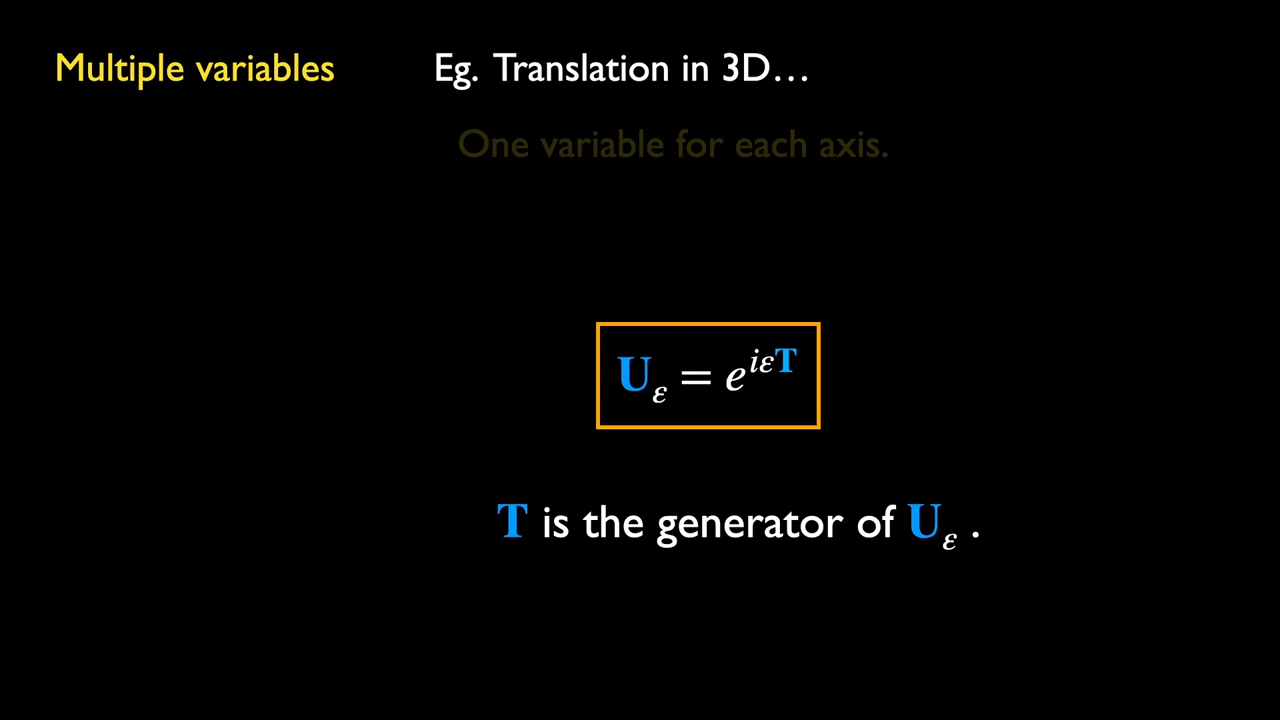 Multiple variables Eg. Translation in 3D…
One variable for each axis.
U_ε = e^{iεT}
T is the generator of U_ε .